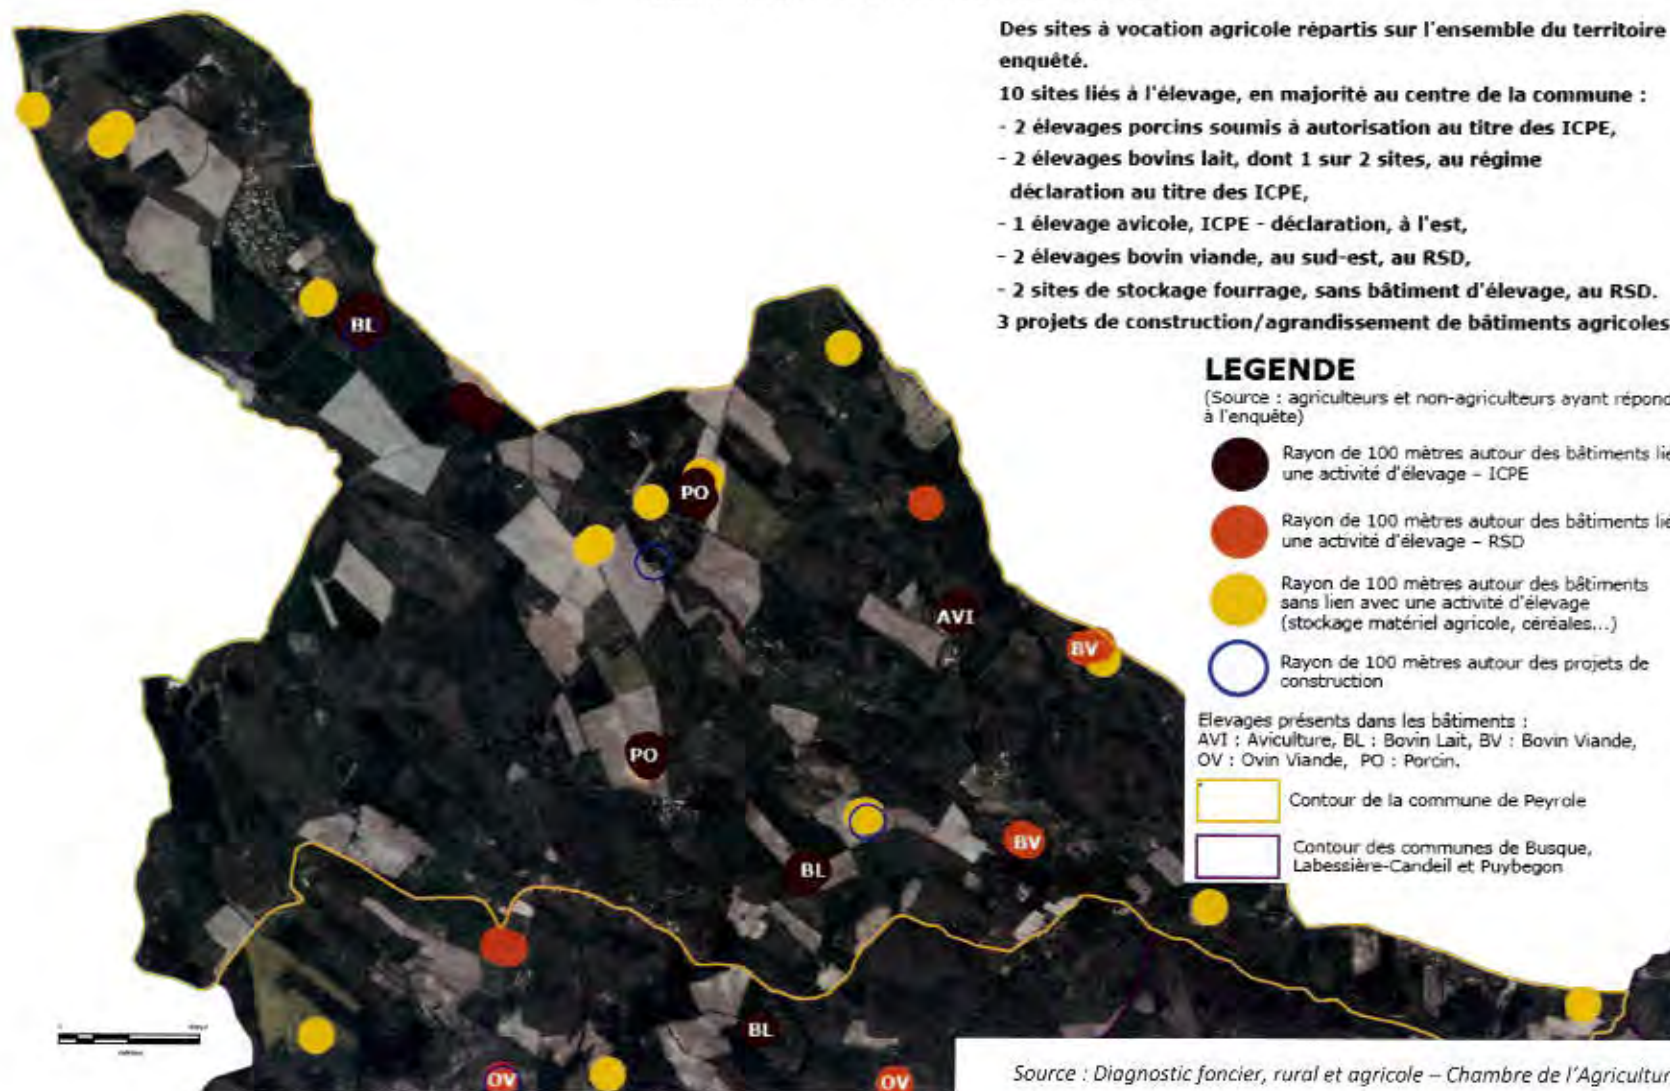 Des sites à vocation agricole répartis sur l'ensemble du territoire
enquêté.
10 sites liés à l'élevage, en majorité au centre de la commune :
- 2 élevages porcins soumis à autorisation au titre des ICPE,
- 2 élevages bovins lait, dont 1 sur 2 sites, au régime
déclaration au titre des ICPE,
- 1 élevage avicole, ICPE - déclaration, à l'est,
- 2 élevages bovin viande, au sud-est, au RSD,
- 2 sites de stockage fourrage, sans bâtiment d'élevage, au RSD.
3 projets de construction/agrandissement de bâtiments agricoles
LEGENDE
(Source : agriculteurs et non-agriculteurs ayant répond
à l'enquête)
Rayon de 100 mètres autour des bâtiments lié
une activité d'élevage – ICPE
Rayon de 100 mètres autour des bâtiments lié
une activité d'élevage – RSD
Rayon de 100 mètres autour des bâtiments
sans lien avec une activité d'élevage
(stockage matériel agricole, céréales...)
Rayon de 100 mètres autour des projets de
construction
Elevages présents dans les bâtiments :
AVI : Aviculture, BL : Bovin Lait, BV : Bovin Viande,
OV : Ovin Viande, PO : Porcin.
Contour de la commune de Peyrole
Contour des communes de Busque,
Labessière-Candeil et Puybegon
BL
PO
AVI
BV
PO
BV
BL
BL
OV
OV
Source : Diagnostic foncier, rural et agricole – Chambre de l'Agricultur